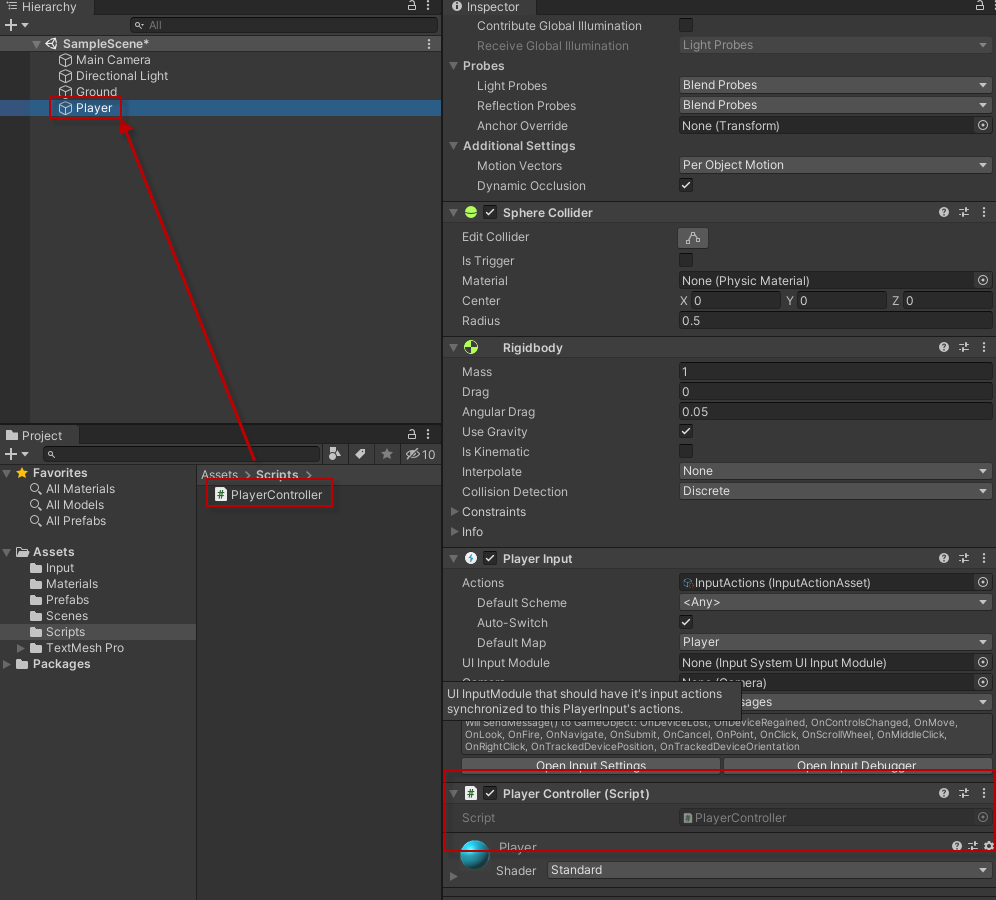 Hierarchy
All
SampleScene*
Main Camera
Directional Light
Ground
Player
Project
10
Favorites
All Materials
All Models
All Prefabs
Assets
Input
Materials
Prefabs
Scenes
Scripts
TextMesh Pro
Packages
Assets > Scripts >
PlayerController
Inspector
Contribute Global Illumination
Receive Global Illumination Light Probes
Probes
Light Probes Blend Probes
Reflection Probes Blend Probes
Anchor Override None (Transform)
Additional Settings
Motion Vectors Per Object Motion
Dynamic Occlusion
Sphere Collider
Edit Collider
Is Trigger
Material None (Physic Material)
Center X 0 Y 0 Z 0
Radius 0.5
Rigidbody
Mass 1
Drag 0
Angular Drag 0.05
Use Gravity
Is Kinematic
Interpolate None
Collision Detection Discrete
Constraints
Info
Player Input
Actions InputActions (InputActionAsset)
Default Scheme <Any>
Auto-Switch
Default Map Player
UI Input Module None (Input System UI Input Module)
UI InputModule that should have it's input actions
synchronized to this PlayerInput's actions.
Will SendMessage() to GameObject: OnDeviceLost, OnDeviceRegained, OnControlsChanged, OnMove,
OnLook, OnFire, OnNavigate, OnSubmit, OnCancel, OnPoint, OnClick, OnScrollWheel, OnMiddleClick,
OnRightClick, OnTrackedDevicePosition, OnTrackedDeviceOrientation
Open Input Settings Open Input Debugger
Player Controller (Script)
Script PlayerController
Player
Shader Standard